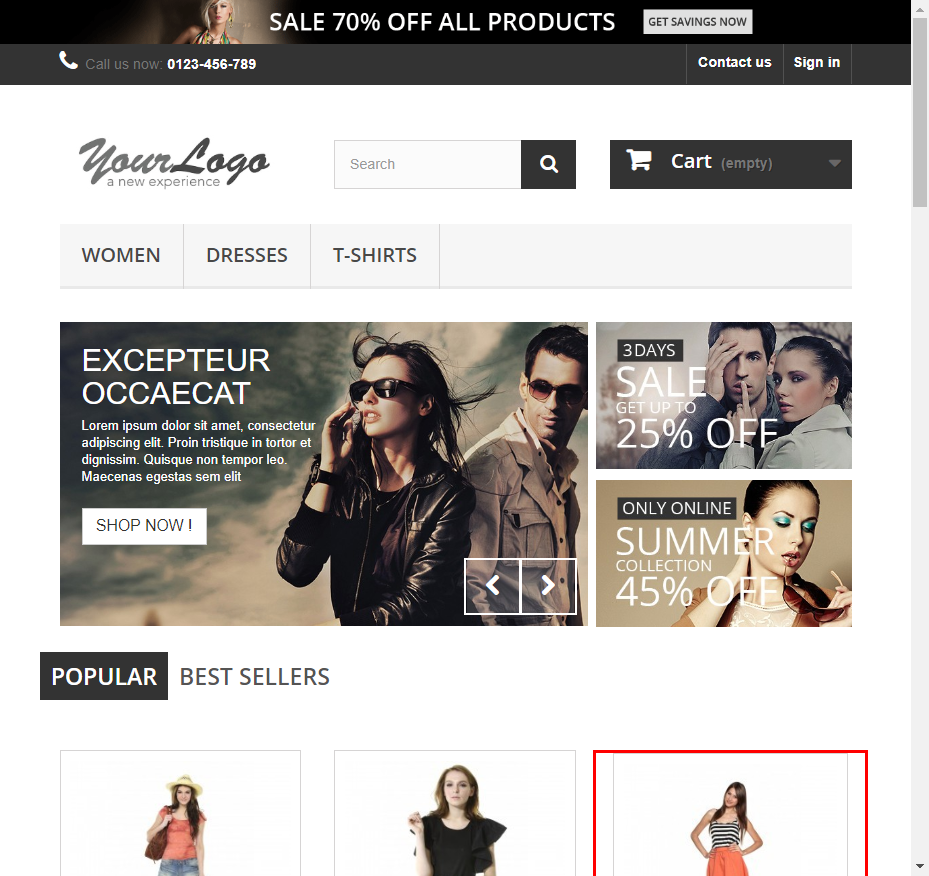 SALE 70% OFF ALL PRODUCTS
GET SAVINGS NOW
Call us now: 0123-456-789
Contact us
Sign in
YourLogo
a new experience
Search
Cart (empty)
WOMEN
DRESSES
T-SHIRTS
EXCEPTEUR
OCCAECAT
Lorem ipsum dolor sit amet, consectetur
adipiscing elit. Proin tristique in tortor et
dignissim. Quisque non tempor leo.
Maecenas egestas sem elit
SHOP NOW !
3DAYS
SALE
GET UP TO
25% OFF
ONLY ONLINE
SUMMER
COLLECTION
45% OFF
POPULAR
BEST SELLERS